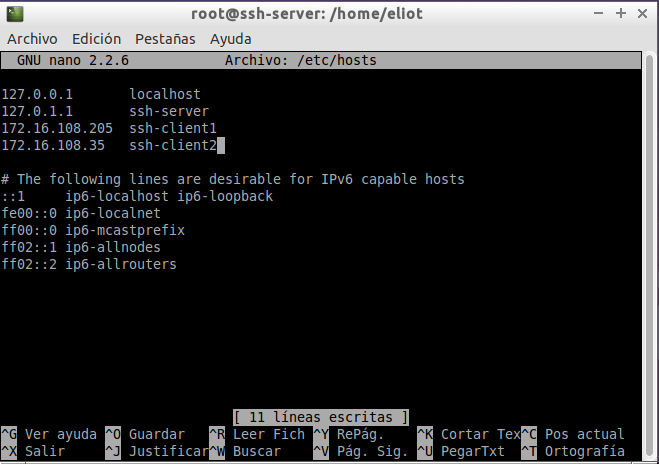 root@ssh-server: /home/eliot
Archivo Edición Pestañas Ayuda
GNU nano 2.2.6 Archivo: /etc/hosts
127.0.0.1 localhost
127.0.1.1 ssh-server
172.16.108.205 ssh-client1
172.16.108.35 ssh-client2
# The following lines are desirable for IPv6 capable hosts
::1 ip6-localhost ip6-loopback
fe00::0 ip6-localnet
ff00::0 ip6-mcastprefix
ff02::1 ip6-allnodes
ff02::2 ip6-allrouters
[ 11 líneas escritas ]
^G Ver ayuda ^O Guardar ^R Leer Fich ^Y RePág. ^K Cortar Tex^C Pos actual
^X Salir ^J Justificar^W Buscar ^V Pág. Sig. ^U PegarTxt ^T Ortografía